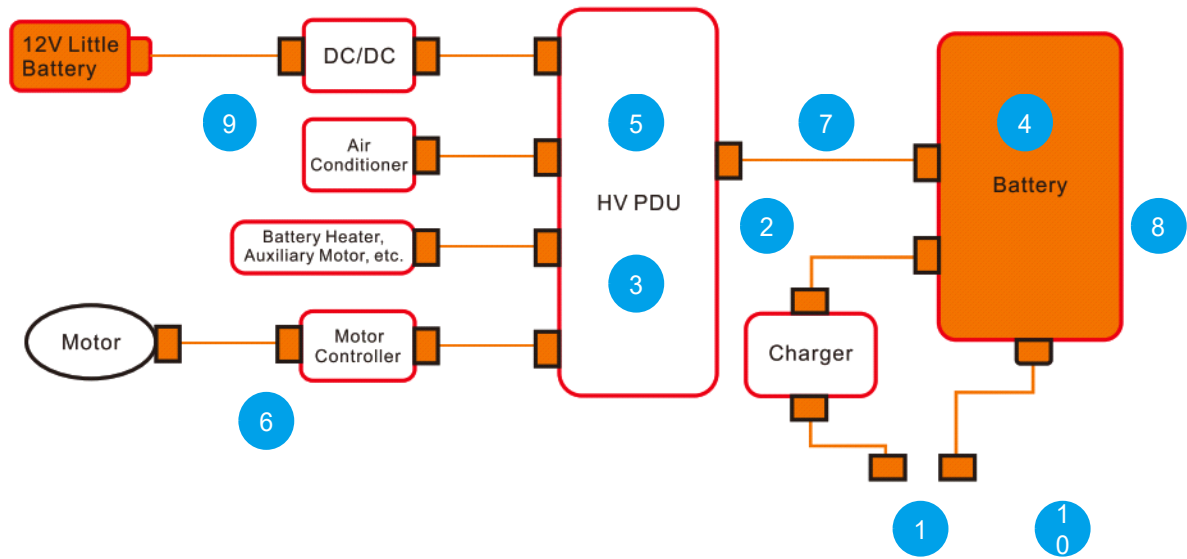 12V Little
Battery
DC/DC
9
Air
Conditioner
Battery Heater,
Auxiliary Motor, etc.
Motor
Motor
Controller
6
5
HV PDU
3
7
2
4
Battery
8
Charger
1
1
0